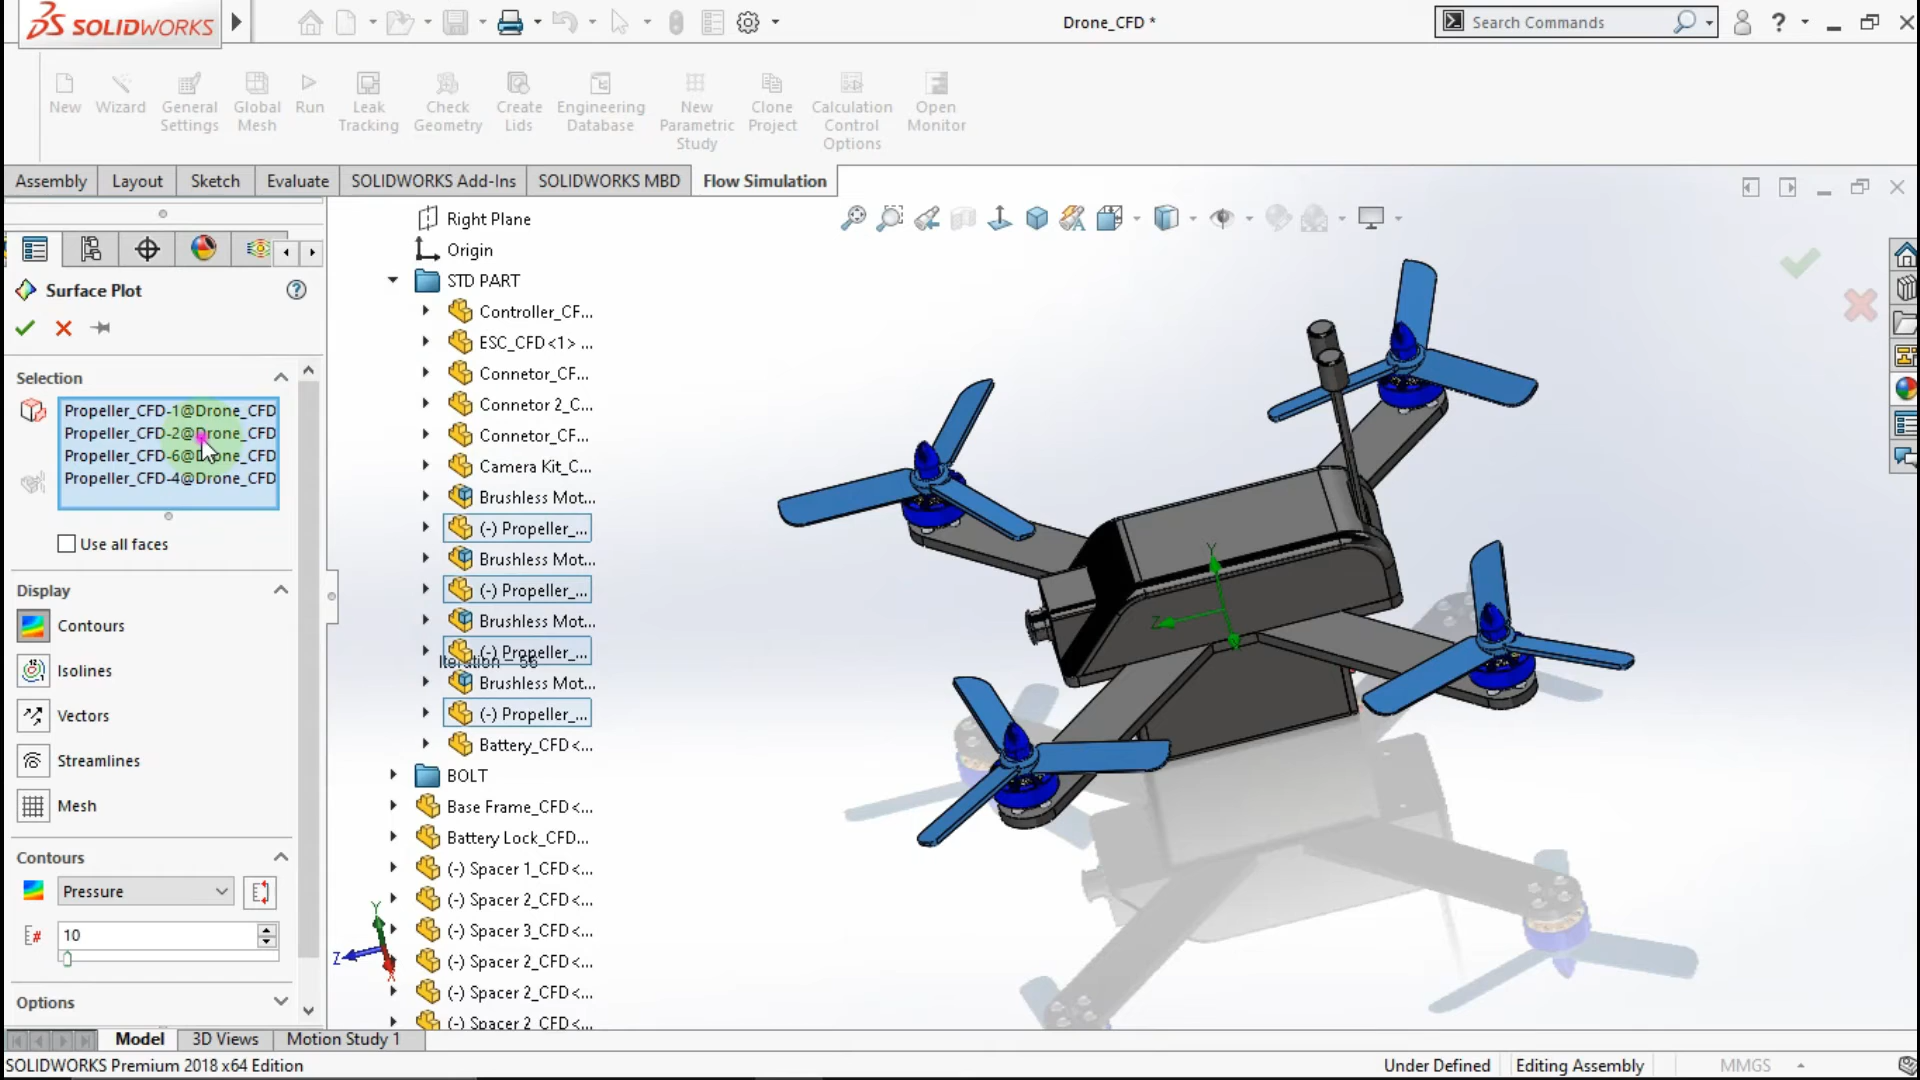 SOLIDWORKS
Drone_CFD *
Search Commands
?
New
Wizard
General Settings
Global Mesh
Run
Leak Tracking
Check Geometry
Create Lids
Engineering Database
New Parametric Study
Clone Project
Calculation Control Options
Open Monitor
Assembly
Layout
Sketch
Evaluate
SOLIDWORKS Add-Ins
SOLIDWORKS MBD
Flow Simulation
Surface Plot
?
Selection
Propeller_CFD-1@Drone_CFD
Propeller_CFD-2@Drone_CFD
Propeller_CFD-6@Drone_CFD
Propeller_CFD-4@Drone_CFD
Use all faces
Display
Contours
Isolines
Vectors
Streamlines
Mesh
Contours
Pressure
10
Options
Right Plane
Origin
STD PART
Controller_CF...
ESC_CFD<1> ...
Connetor_CF...
Connetor 2_C...
Connetor_CF...
Camera Kit_C...
Brushless Mot...
(-) Propeller_...
Brushless Mot...
(-) Propeller_...
Brushless Mot...
(-) Propeller_...
Iteration = 56
Brushless Mot...
(-) Propeller_...
Battery_CFD<...
BOLT
Base Frame_CFD<...
Battery Lock_CFD...
(-) Spacer 1_CFD<...
(-) Spacer 2_CFD<...
(-) Spacer 3_CFD<...
(-) Spacer 2_CFD<...
(-) Spacer 2_CFD<...
(-) Spacer 2_CFD<...
Y
Z
X
Y
Z
Model
3D Views
Motion Study 1
SOLIDWORKS Premium 2018 x64 Edition
Under Defined
Editing Assembly
MMGS